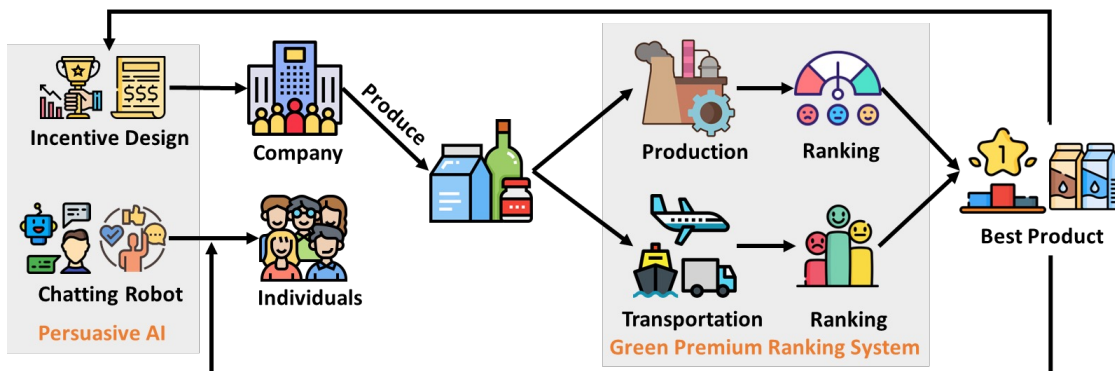 $$$
Incentive Design
Company
Produce
Chatting Robot
Individuals
Persuasive AI
Production
Ranking
Transportation
Ranking
Green Premium Ranking System
1
Best Product